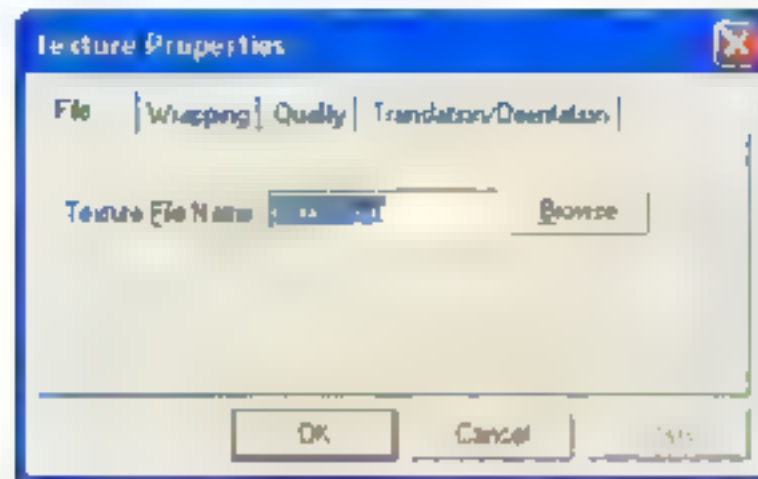 Texture Properties
File Wrapping Quality Translation/Orientation
Texture File Name Browse
OK Cancel